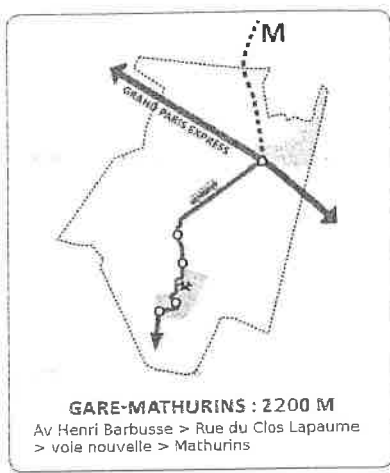 M
GRAND PARIS EXPRESS
GARE-MATHURINS : 2200 M
Av Henri Barbusse > Rue du Clos Lapaume
> voie nouvelle > Mathurins